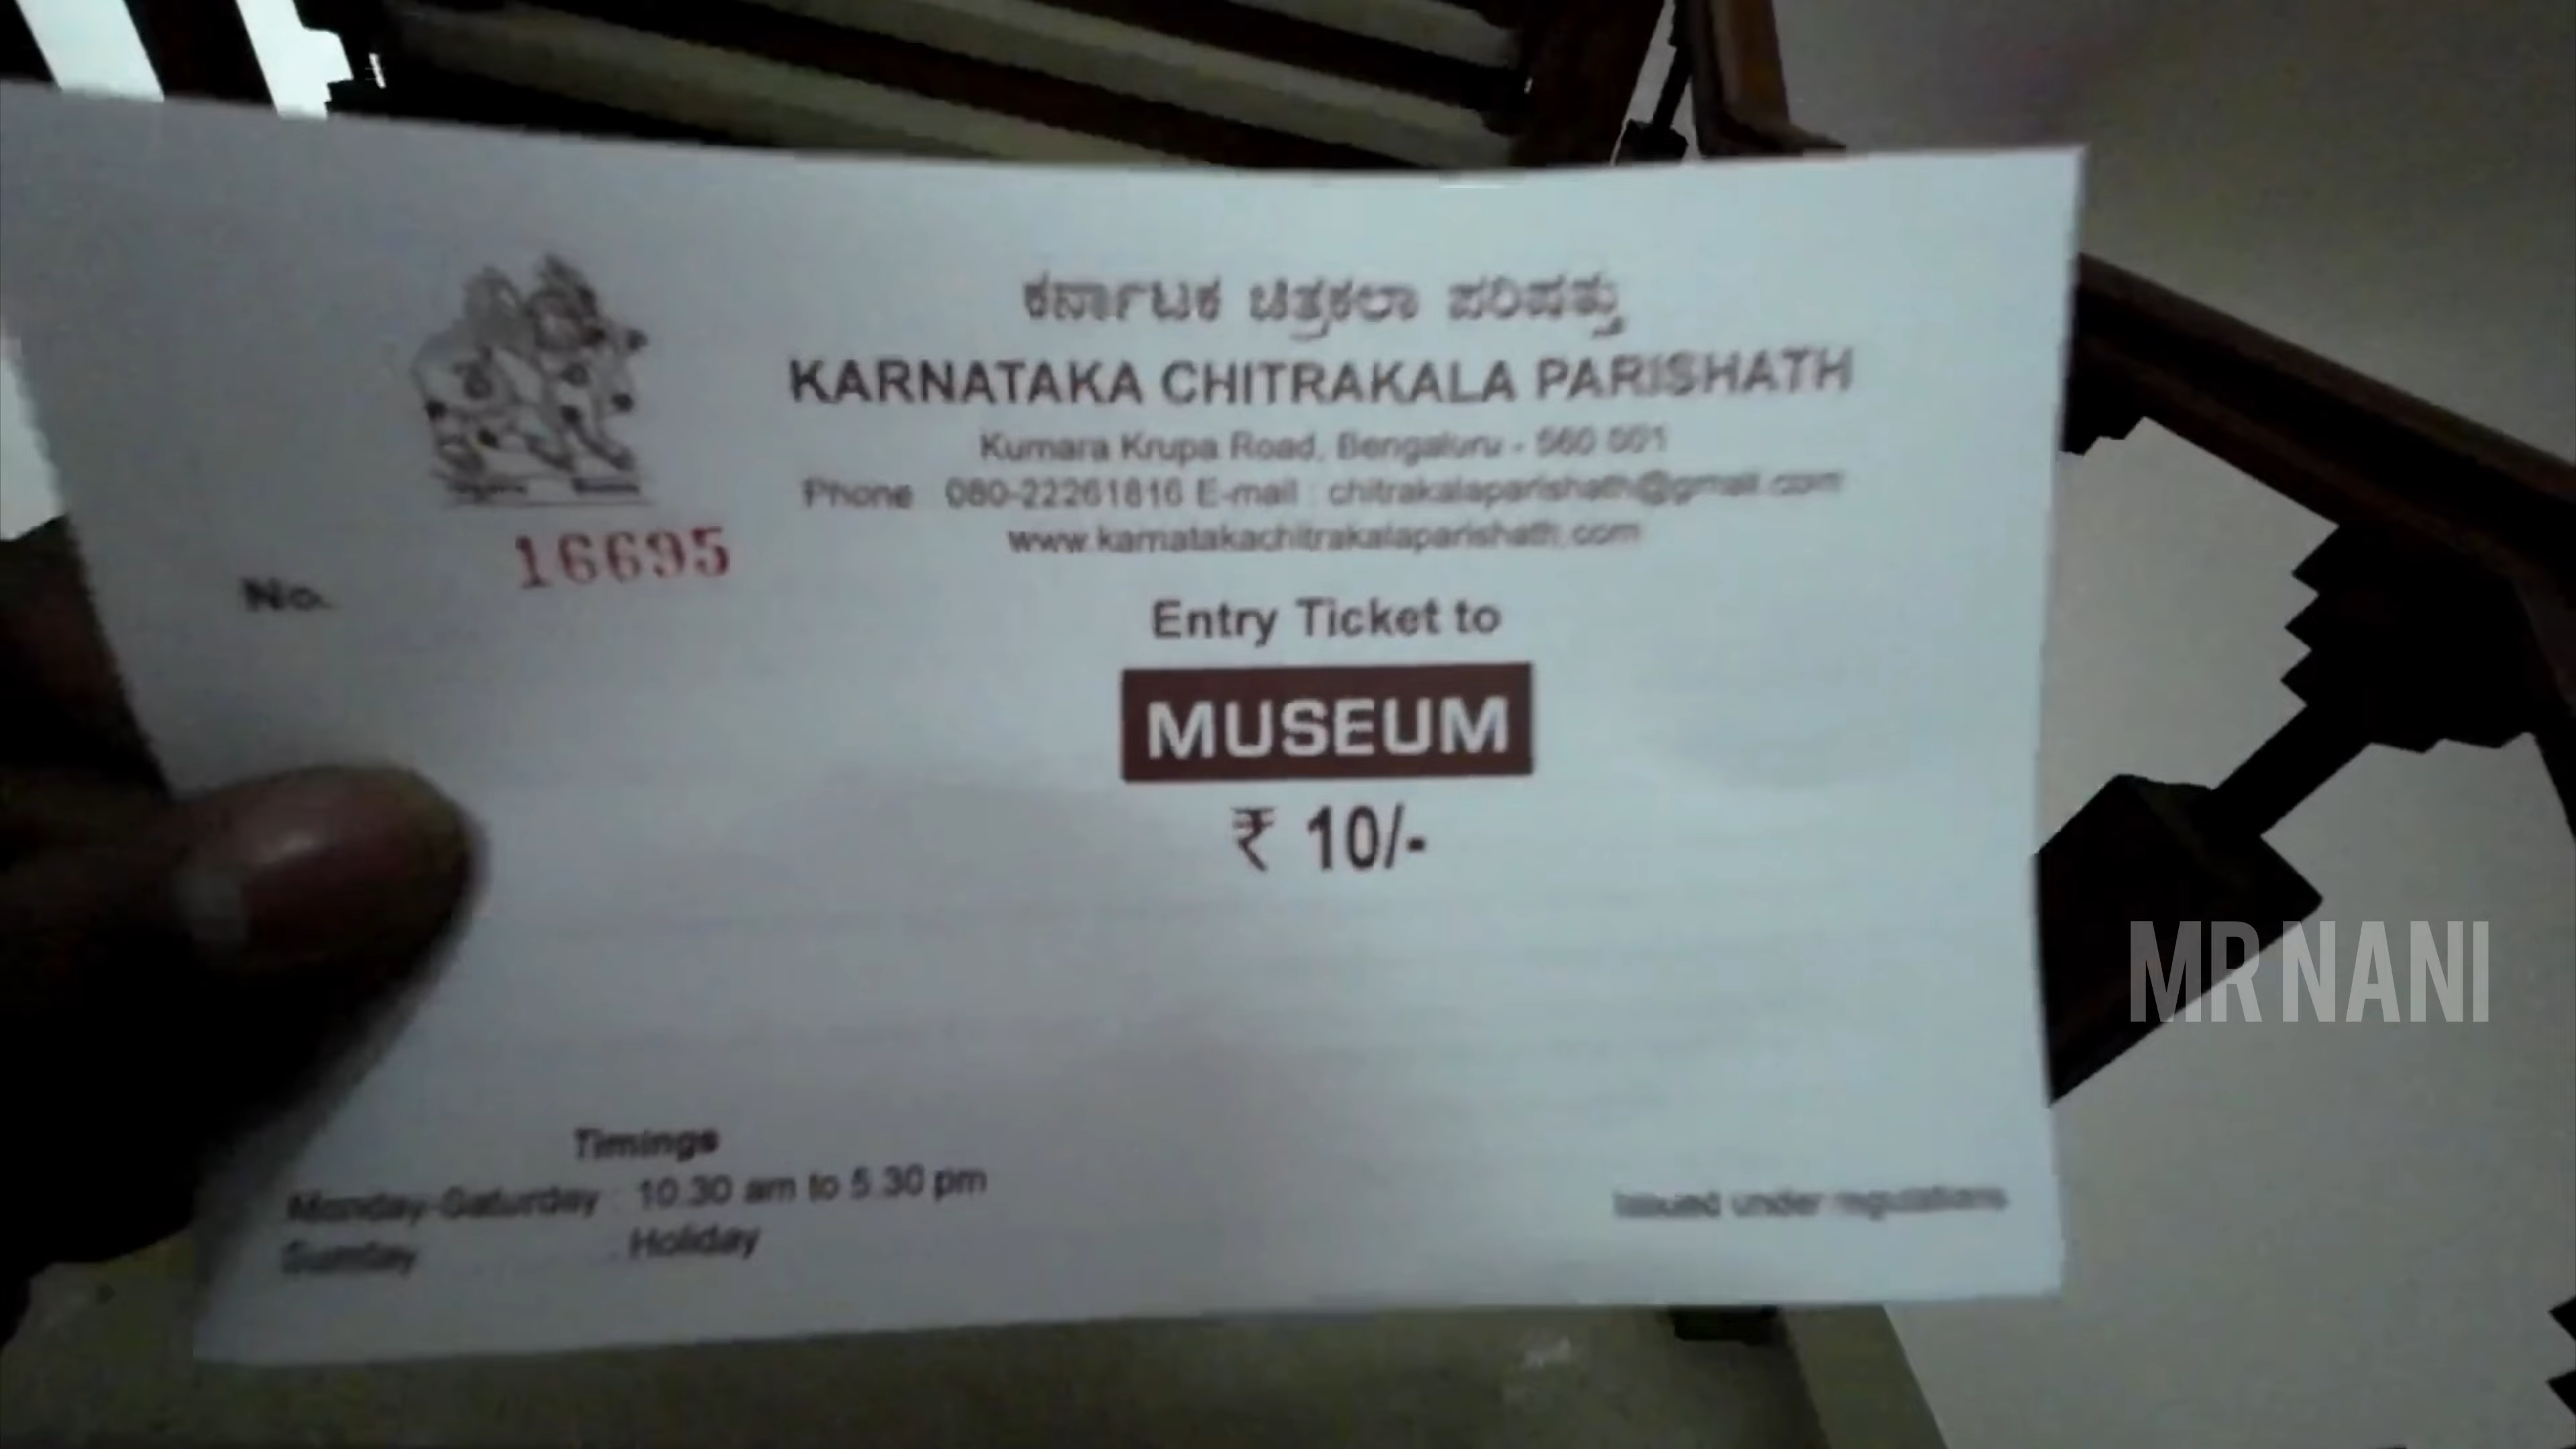 ಕರ್ನಾಟಕ ಚಿತ್ರಕಲಾ ಪರಿಷತ್ತು
KARNATAKA CHITRAKALA PARISHATH
Kumara Krupa Road, Bengaluru - 560 001
Phone 080-22261816 E-mail : chitrakalaparishath@gmail.com
www.karnatakachitrakalaparishath.com
No. 16695
Entry Ticket to
MUSEUM
₹ 10/-
Timings
Monday-Saturday : 10.30 am to 5.30 pm
Sunday : Holiday
Issued under regulations
MR NANI